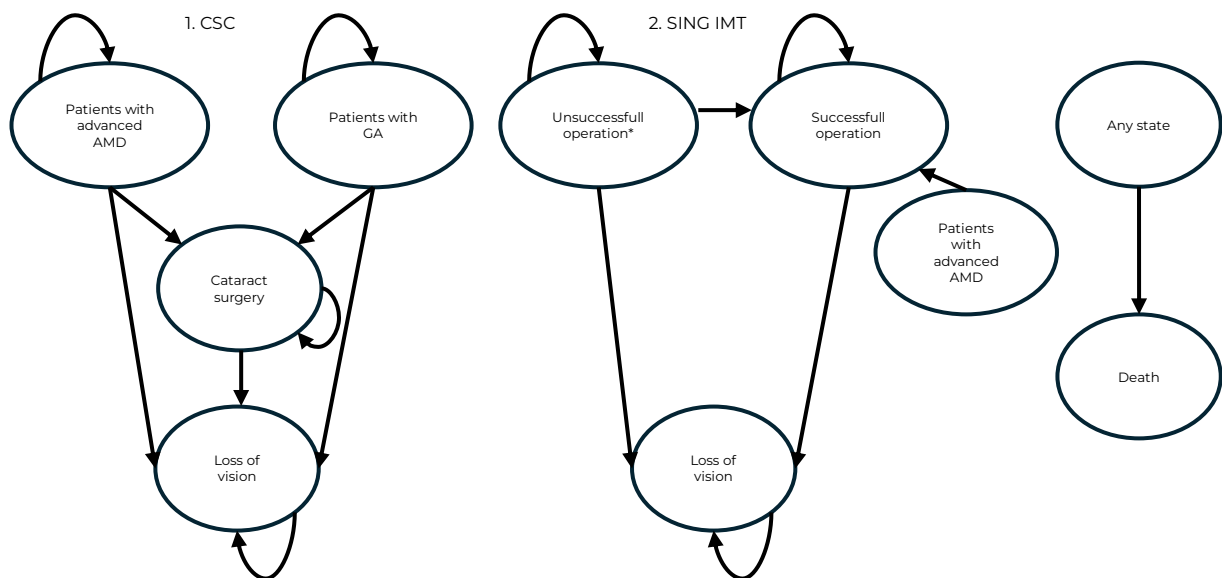 1. CSC
2. SING IMT
Patients with
advanced
AMD
Patients with
GA
Unsuccessfull
operation*
Successfull
operation
Any state
Patients
with
advanced
AMD
Cataract
surgery
Death
Loss of
vision
Loss of
vision